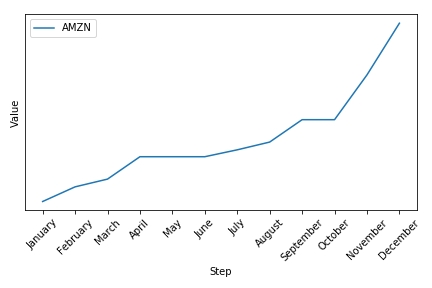 AMZN
Value
January
February
March
April
May
June
July
August
September
October
November
December
Step